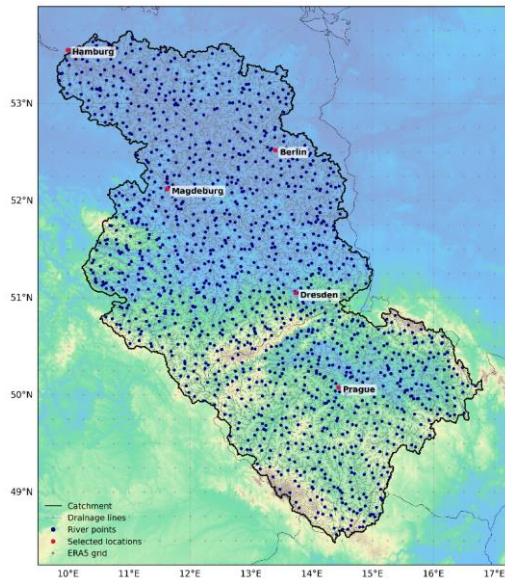 Hamburg
53°N
Berlin
52°N
Magdeburg
51°N
Dresden
50°N
Prague
49°N
Catchment
Drainage lines
River points
Selected locations
ERA5 grid
10°E 11°E 12°E 13°E 14°E 15°E 16°E 17°E